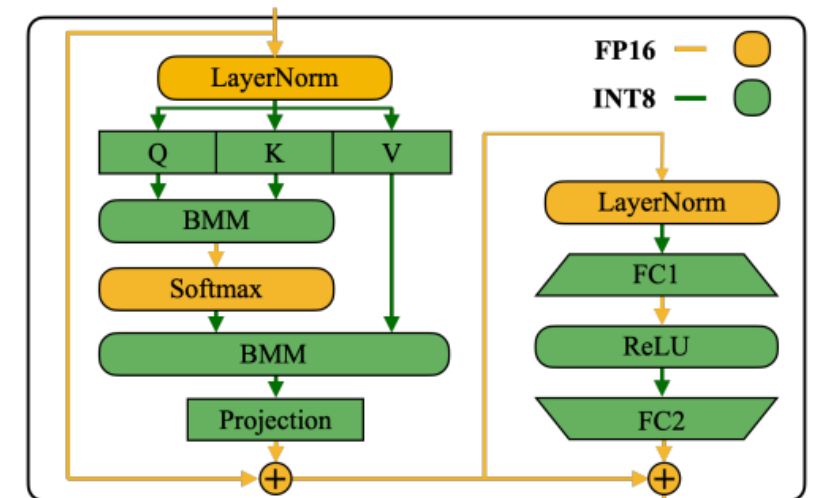 FP16
INT8
LayerNorm
Q K V
BMM
Softmax
BMM
Projection
+
LayerNorm
FC1
ReLU
FC2
+